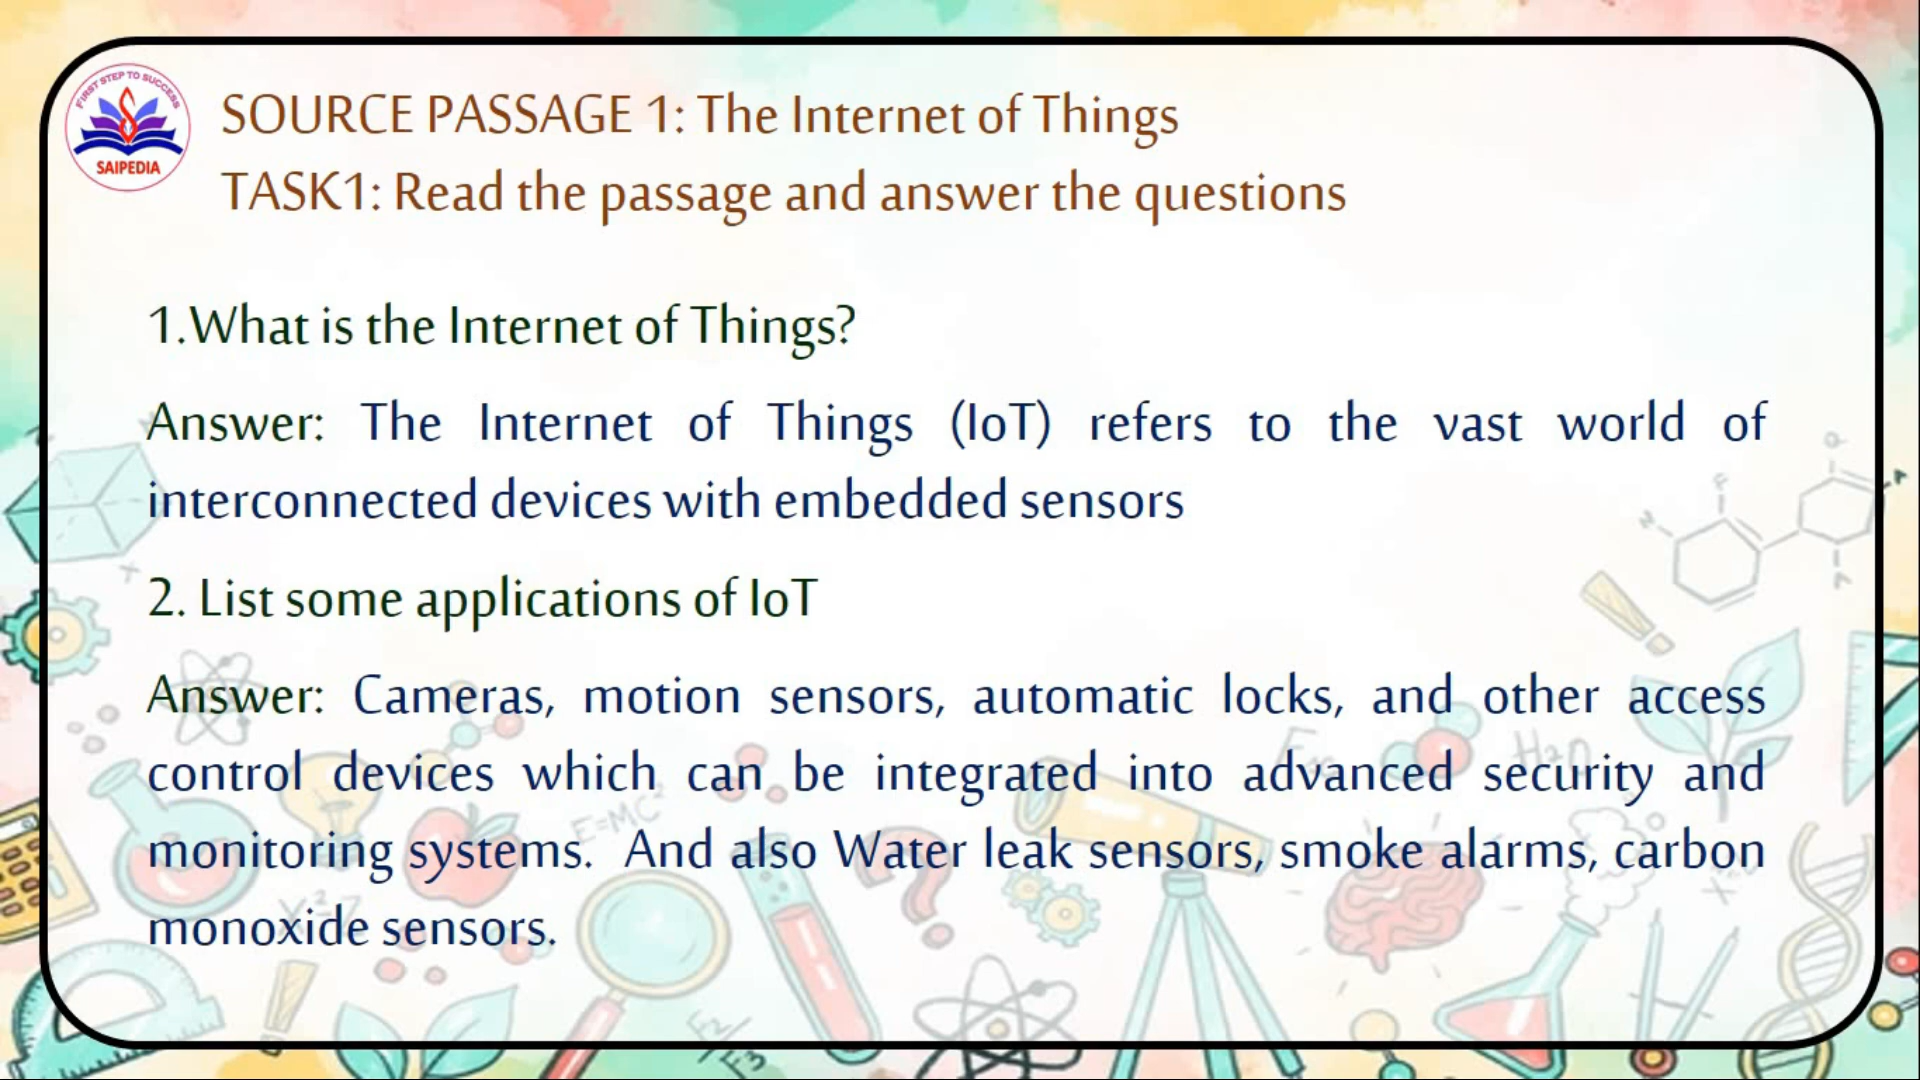 FIRST STEP TO SUCCESS
SAIPEDIA
SOURCE PASSAGE 1: The Internet of Things
TASK1: Read the passage and answer the questions
1.What is the Internet of Things?
Answer: The Internet of Things (IoT) refers to the vast world of
interconnected devices with embedded sensors
2. List some applications of IoT
Answer: Cameras, motion sensors, automatic locks, and other access
control devices which can be integrated into advanced security and
monitoring systems. And also Water leak sensors, smoke alarms, carbon
monoxide sensors.
E=MC²
H2O